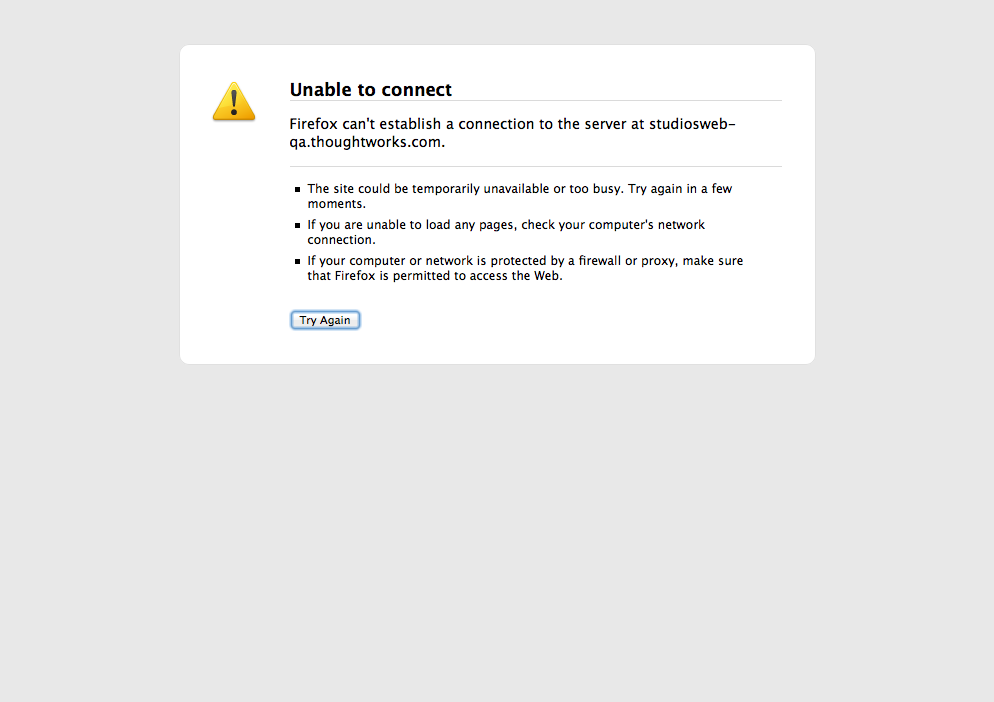 Unable to connect
Firefox can't establish a connection to the server at studiosweb-
qa.thoughtworks.com.
The site could be temporarily unavailable or too busy. Try again in a few
moments.
If you are unable to load any pages, check your computer's network
connection.
If your computer or network is protected by a firewall or proxy, make sure
that Firefox is permitted to access the Web.
Try Again